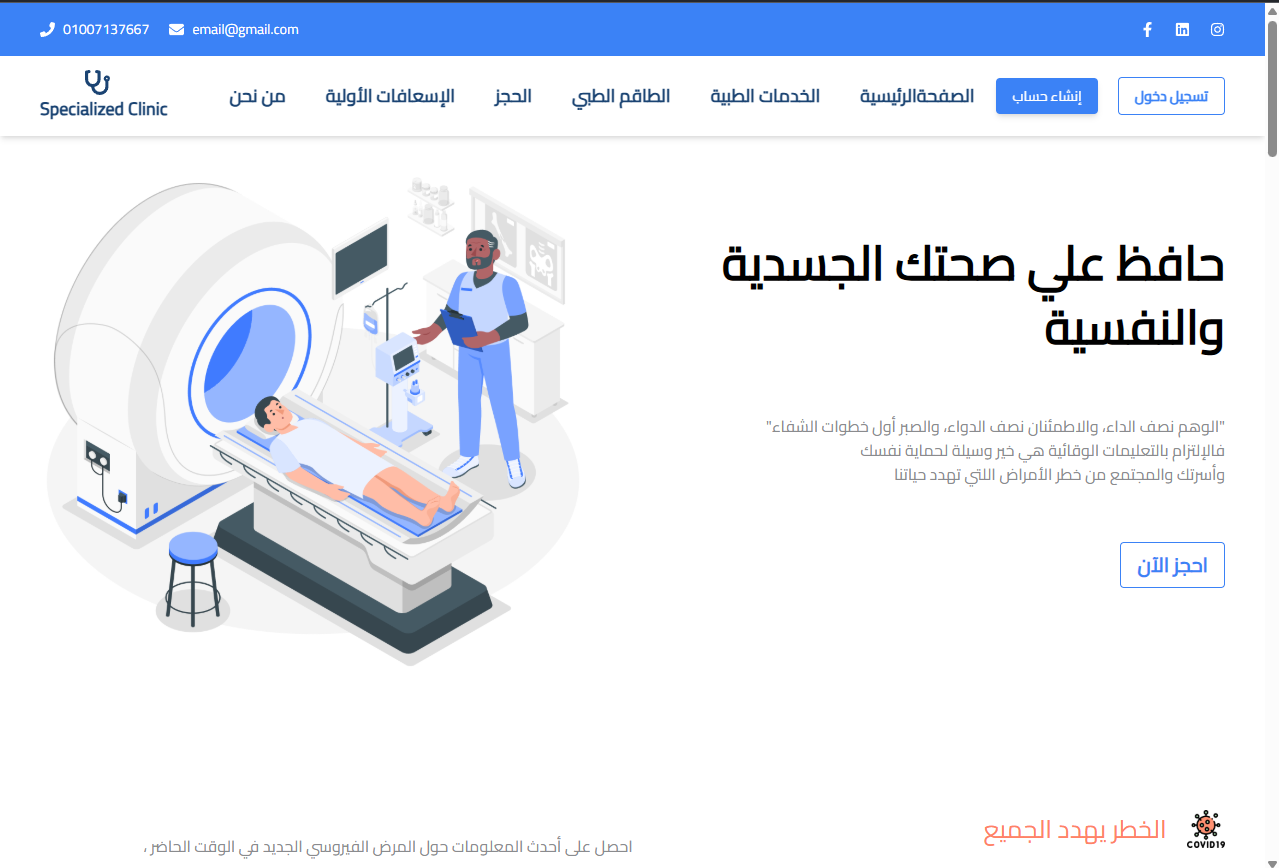 01007137667
email@gmail.com
تسجيل دخول
إنشاء حساب
الصفحةالرئيسية
الخدمات الطبية
الطاقم الطبي
الحجز
الإسعافات الأولية
من نحن
Specialized Clinic
حافظ علي صحتك الجسدية
والنفسية
"الوهم نصف الداء، والاطمئنان نصف الدواء، والصبر أول خطوات الشفاء"
فالإلتزام بالتعليمات الوقائية هي خير وسيلة لحماية نفسك
وأسرتك والمجتمع من خطر الأمراض اللتي تهدد حياتنا
احجز الآن
COVID19
الخطر يهدد الجميع
احصل على أحدث المعلومات حول المرض الفيروسي الجديد في الوقت الحاضر ،